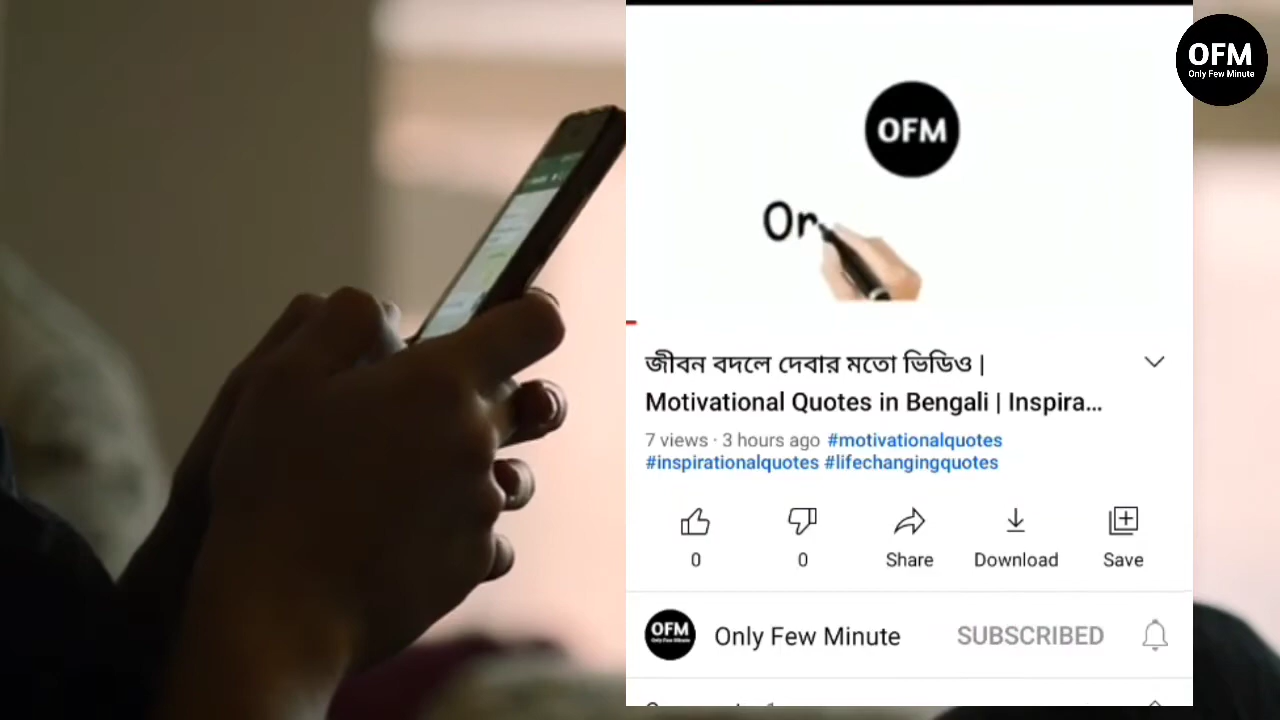 OFM
Only Few Minute
OFM
Or
জীবন বদলে দেবার মতো ভিডিও |
Motivational Quotes in Bengali | Inspira...
7 views · 3 hours ago #motivationalquotes
#inspirationalquotes #lifechangingquotes
0
0
Share
Download
Save
OFM
Only Few Minute
SUBSCRIBED